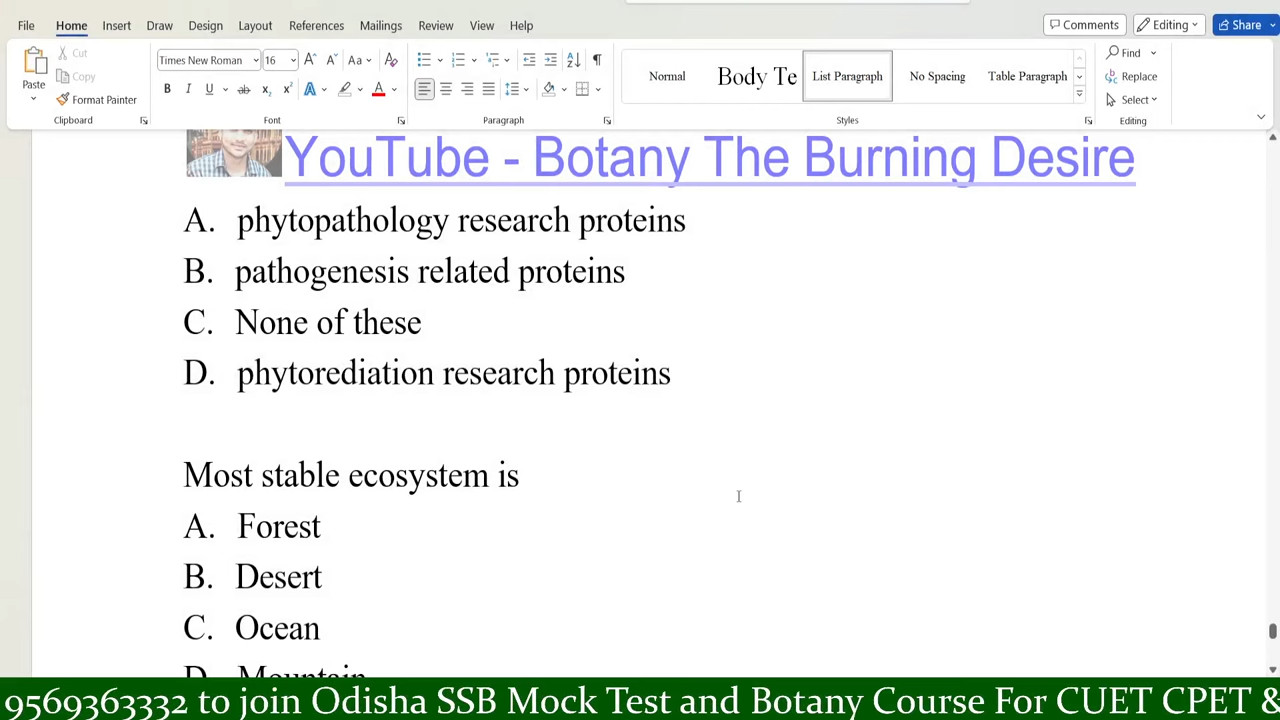 File Home Insert Draw Design Layout References Mailings Review View Help Comments Editing Share
Paste Cut Copy Format Painter
Times New Roman 16 Aa
Normal Body Te List Paragraph No Spacing Table Paragraph
Find Replace Select
Clipboard Font Paragraph Styles Editing
YouTube - Botany The Burning Desire
A. phytopathology research proteins
B. pathogenesis related proteins
C. None of these
D. phytorediation research proteins
Most stable ecosystem is
A. Forest
B. Desert
C. Ocean
D. Mountain
9569363332 to join Odisha SSB Mock Test and Botany Course For CUET CPET &